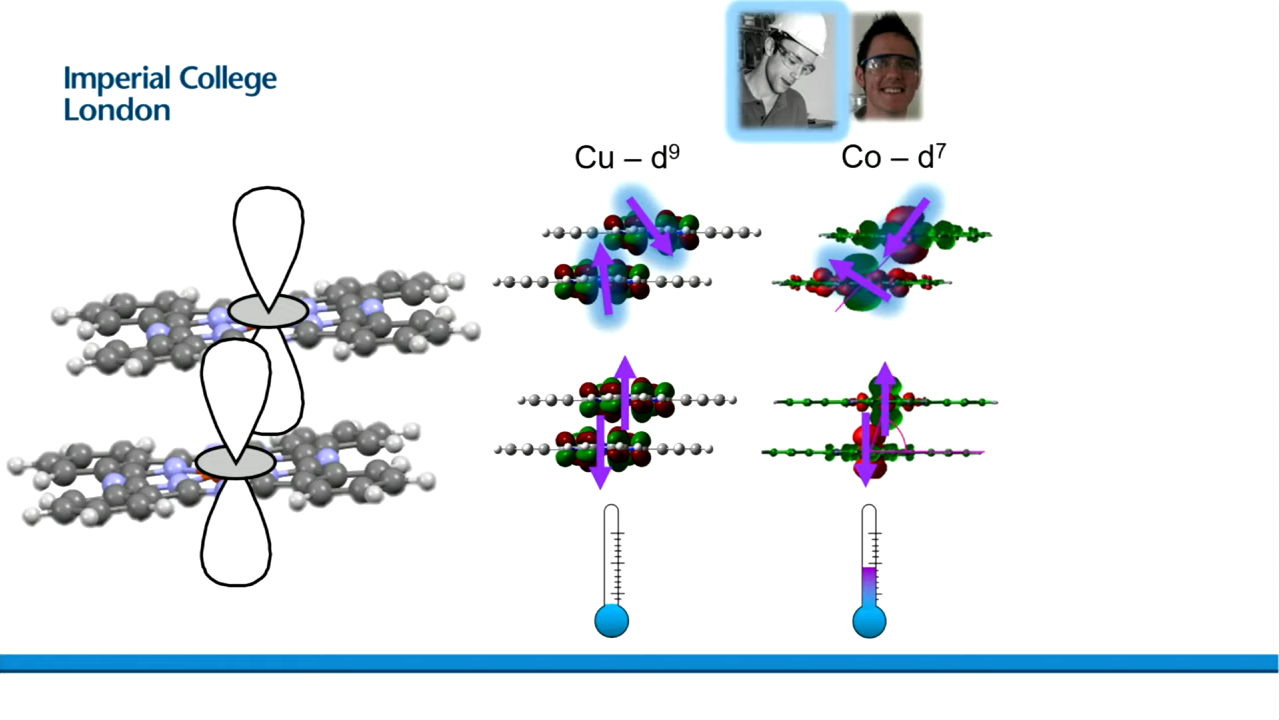 Imperial College
London
Cu – d⁹
Co – d⁷